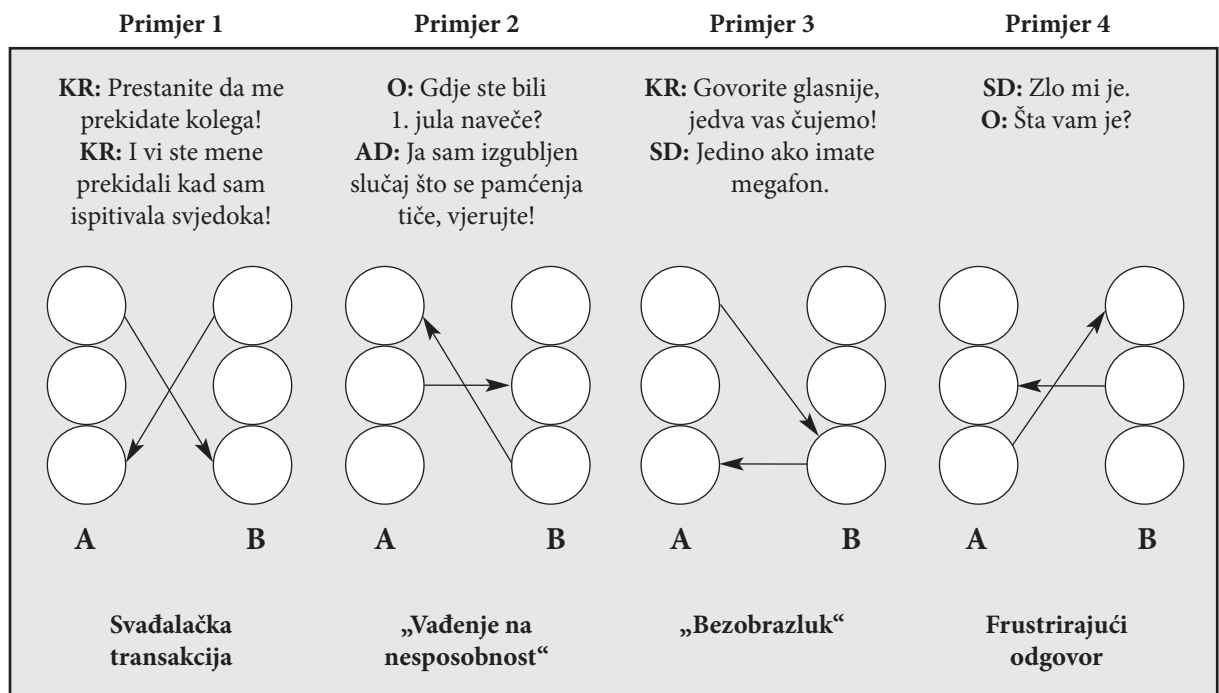 Primjer 1
Primjer 2
Primjer 3
Primjer 4
KR: Prestanite da me
prekidate kolega!
KR: I vi ste mene
prekidali kad sam
ispitivala svjedoka!
O: Gdje ste bili
1. jula naveče?
AD: Ja sam izgubljen
slučaj što se pamćenja
tiče, vjerujte!
KR: Govorite glasnije,
jedva vas čujemo!
SD: Jedino ako imate
megafon.
SD: Zlo mi je.
O: Šta vam je?
A
B
A
B
A
B
A
B
Svađalačka
transakcija
„Vađenje na
nesposobnost“
„Bezobrazluk“
Frustrirajući
odgovor